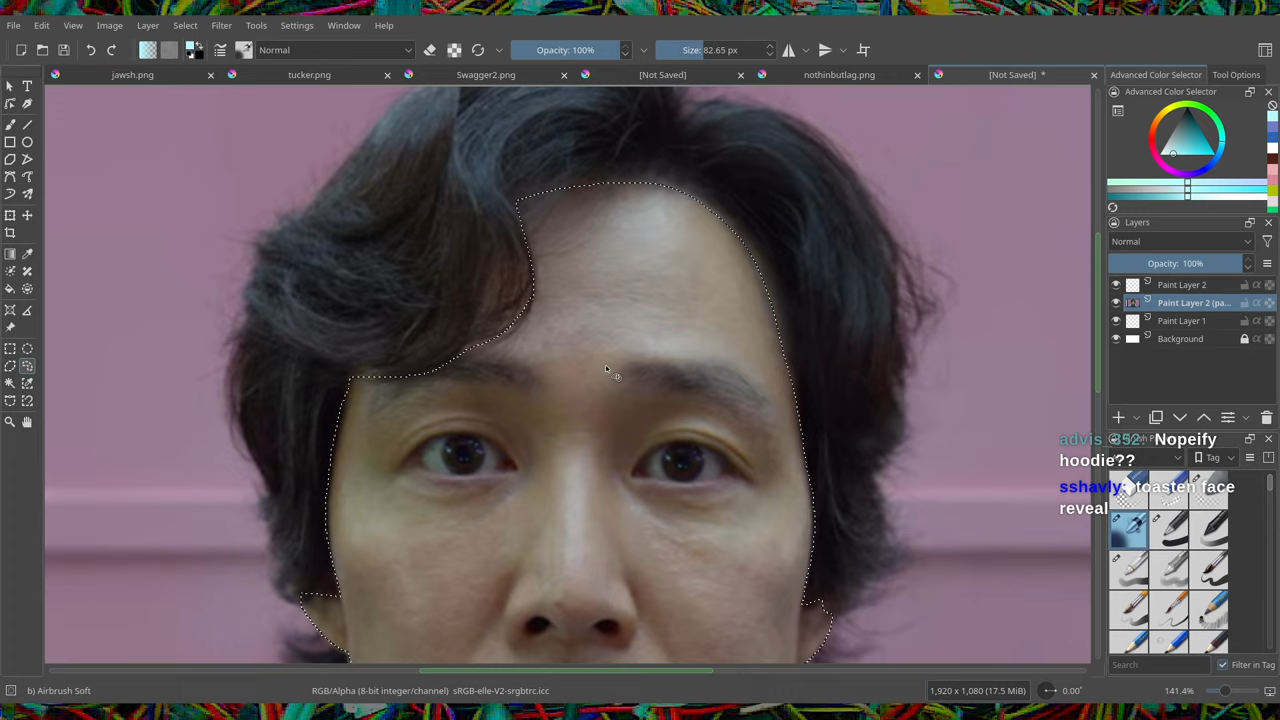 File Edit View Image Layer Select Filter Tools Settings Window Help
Normal
Opacity: 100%
Size: 82.65 px
jawsh.png
tucker.png
Swagger2.png
[Not Saved]
nothinbutlag.png
[Not Saved] *
Advanced Color Selector
Tool Options
Advanced Color Selector
Layers
Normal
Opacity: 100%
Paint Layer 2
Paint Layer 2 (pa...
Paint Layer 1
Background
advis_352: Nopeify
hoodie??
Tag
sshavly: toasten face
reveal
Search
Filter in Tag
b) Airbrush Soft
RGB/Alpha (8-bit integer/channel) sRGB-elle-V2-srgbtrc.icc
1,920 x 1,080 (17.5 MiB)
0.00°
141.4%